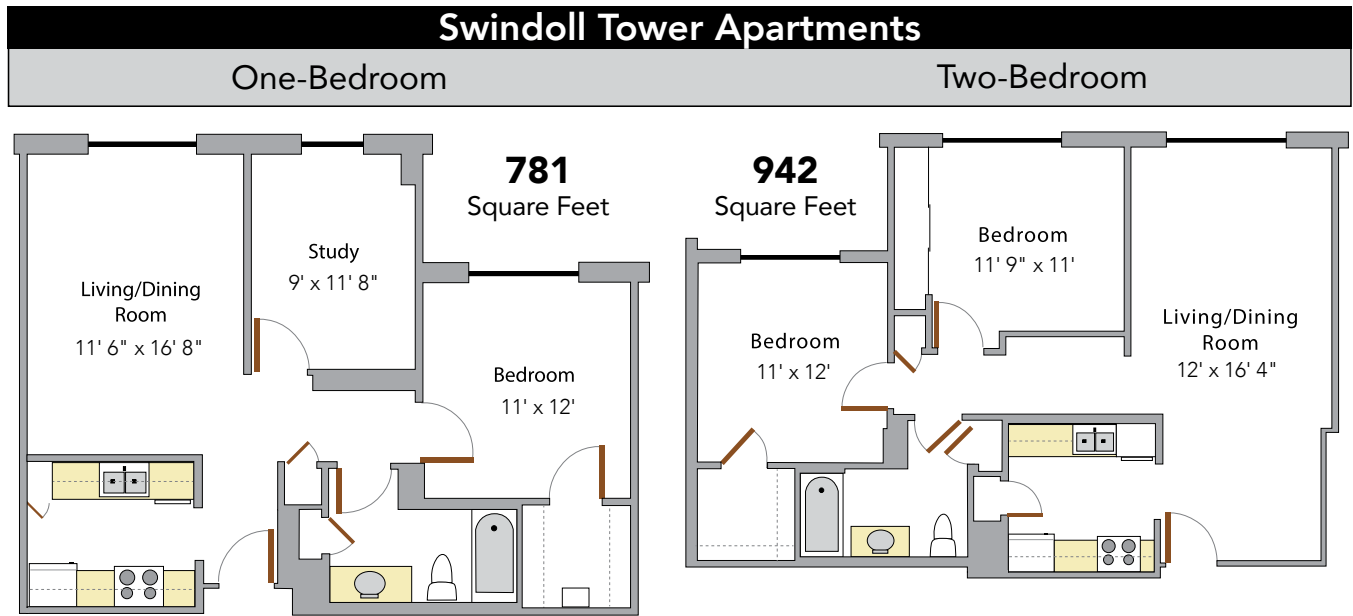 Swindoll Tower Apartments
One-Bedroom
Two-Bedroom
781
Square Feet
Study
9' x 11' 8"
Living/Dining
Room
11' 6" x 16' 8"
Bedroom
11' x 12'
942
Square Feet
Bedroom
11' 9" x 11'
Bedroom
11' x 12'
Living/Dining
Room
12' x 16' 4"